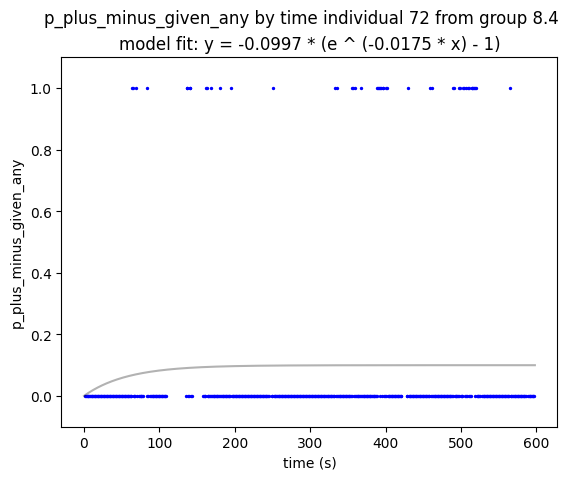 p_plus_minus_given_any by time individual 72 from group 8.4
model fit: y = -0.0997 * (e ^ (-0.0175 * x) - 1)
1.0
0.8
0.6
0.4
0.2
0.0
p_plus_minus_given_any
0 100 200 300 400 500 600
time (s)